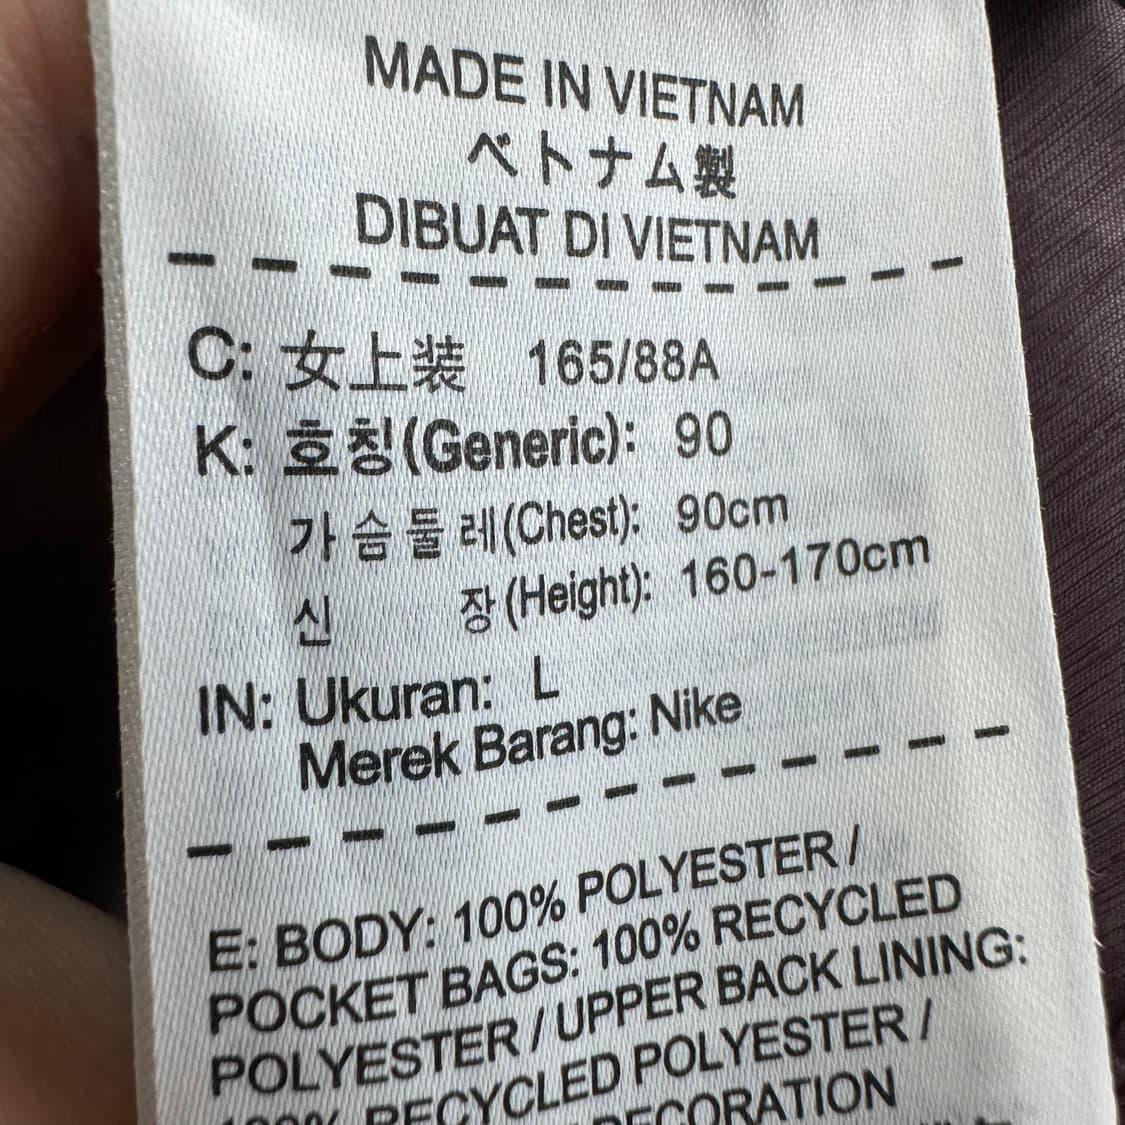 MADE IN VIETNAM
ベトナム製
DIBUAT DI VIETNAM
C: 女上装 165/88A
K: 호칭(Generic): 90
가슴둘레(Chest): 90cm
신 장(Height): 160-170cm
IN: Ukuran: L
Merek Barang: Nike
E: BODY: 100% POLYESTER /
POCKET BAGS: 100% RECYCLED
POLYESTER / UPPER BACK LINING:
100% RECYCLED POLYESTER /
DECORATION